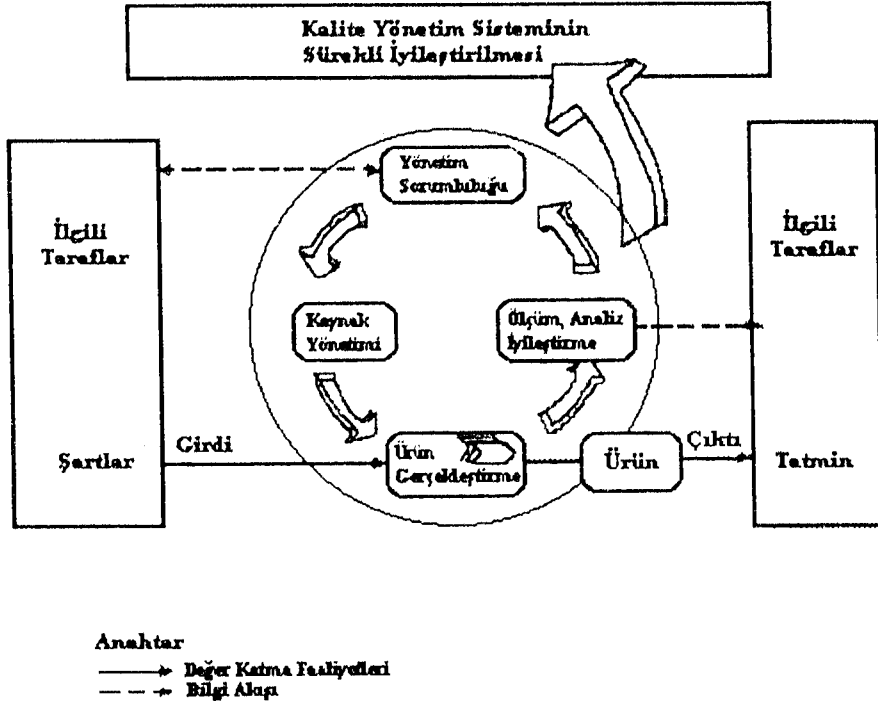 Kalite Yönetim Sisteminin
Sürekli İyileştirilmesi
Yönetim
Sorumluluğu
İlgili
Taraflar
İlgili
Taraflar
Kaynak
Yönetimi
Ölçüm, Analiz
İyileştirme
Şartlar
Girdi
Ürün
Gerçekleştirme
Ürün
Çıktı
Tatmin
Anahtar
Değer Katma Faaliyetleri
Bilgi Akışı